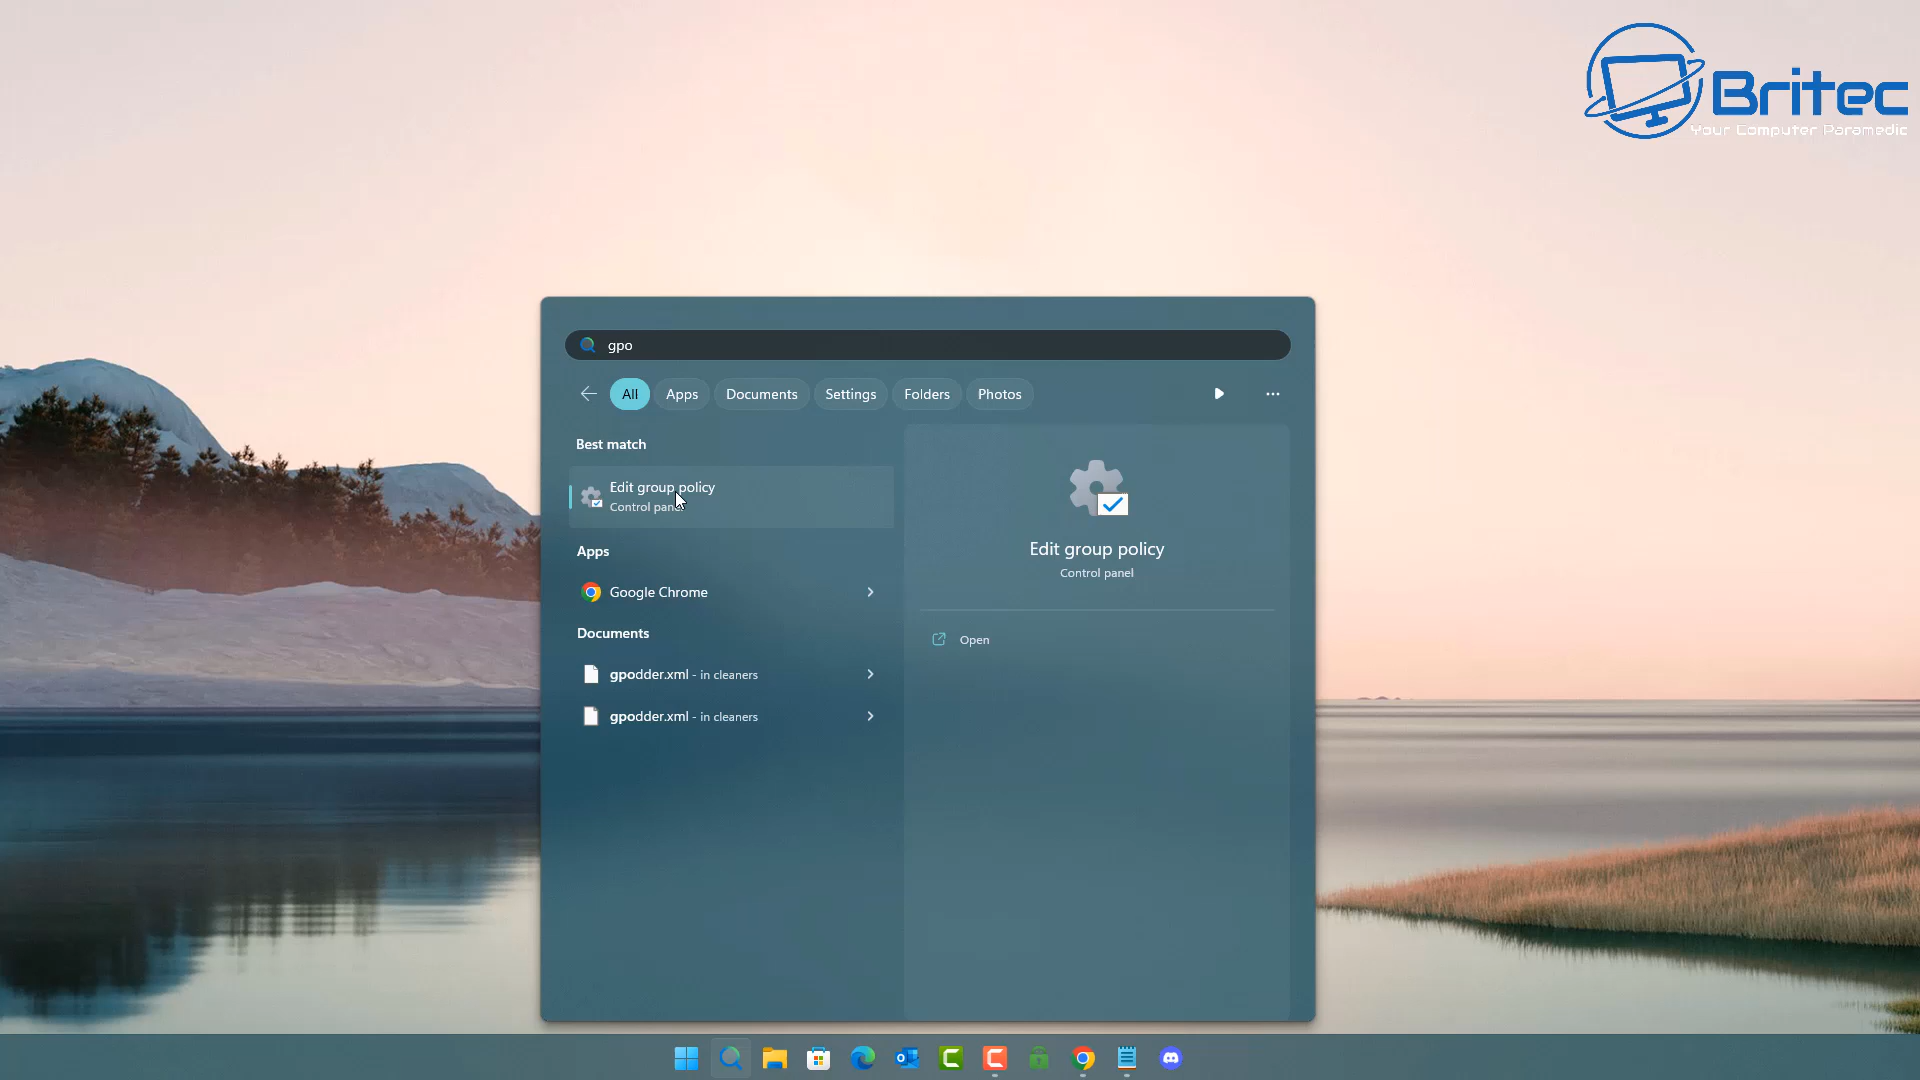 Britec
Your Computer Paramedic
gpo
All Apps Documents Settings Folders Photos
Best match
Edit group policy
Control panel
Apps
Google Chrome
Documents
gpodder.xml - in cleaners
gpodder.xml - in cleaners
Edit group policy
Control panel
Open